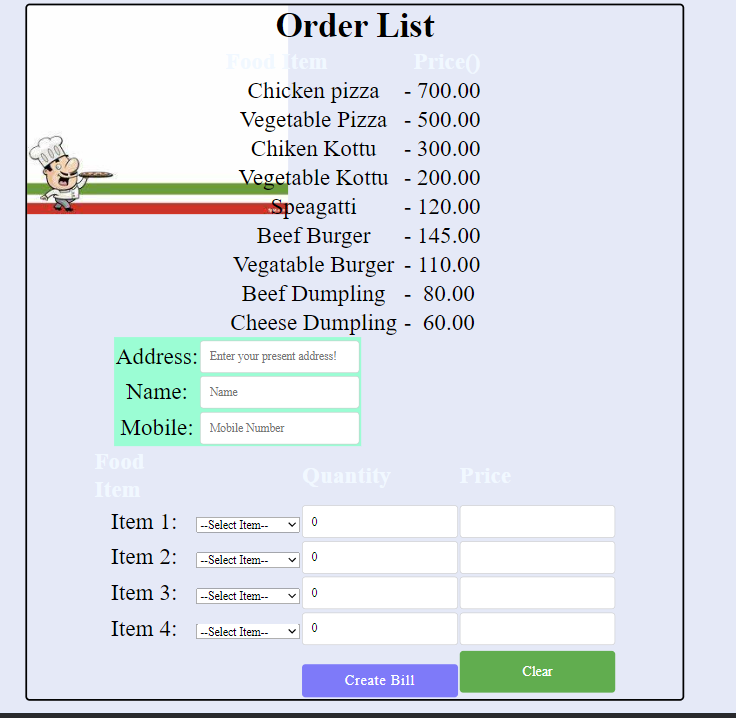 Order List
Food Item Price()
Chicken pizza - 700.00
Vegetable Pizza - 500.00
Chiken Kottu - 300.00
Vegetable Kottu - 200.00
Speagatti - 120.00
Beef Burger - 145.00
Vegatable Burger - 110.00
Beef Dumpling - 80.00
Cheese Dumpling - 60.00
Address: Enter your present address!
Name: Name
Mobile: Mobile Number
Food
Item
Quantity Price
Item 1: --Select Item-- 0
Item 2: --Select Item-- 0
Item 3: --Select Item-- 0
Item 4: --Select Item-- 0
Create Bill Clear